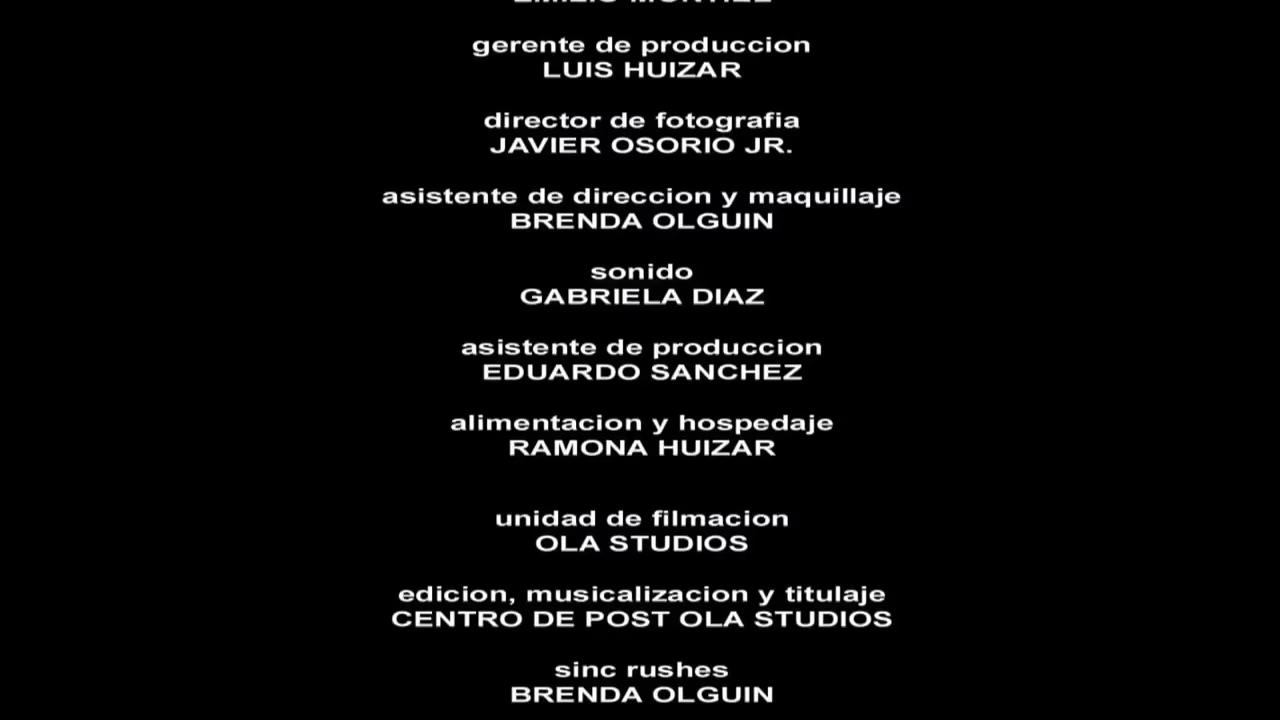 gerente de produccion
LUIS HUIZAR
director de fotografia
JAVIER OSORIO JR.
asistente de direccion y maquillaje
BRENDA OLGUIN
sonido
GABRIELA DIAZ
asistente de produccion
EDUARDO SANCHEZ
alimentacion y hospedaje
RAMONA HUIZAR
unidad de filmacion
OLA STUDIOS
edicion, musicalizacion y titulaje
CENTRO DE POST OLA STUDIOS
sinc rushes
BRENDA OLGUIN